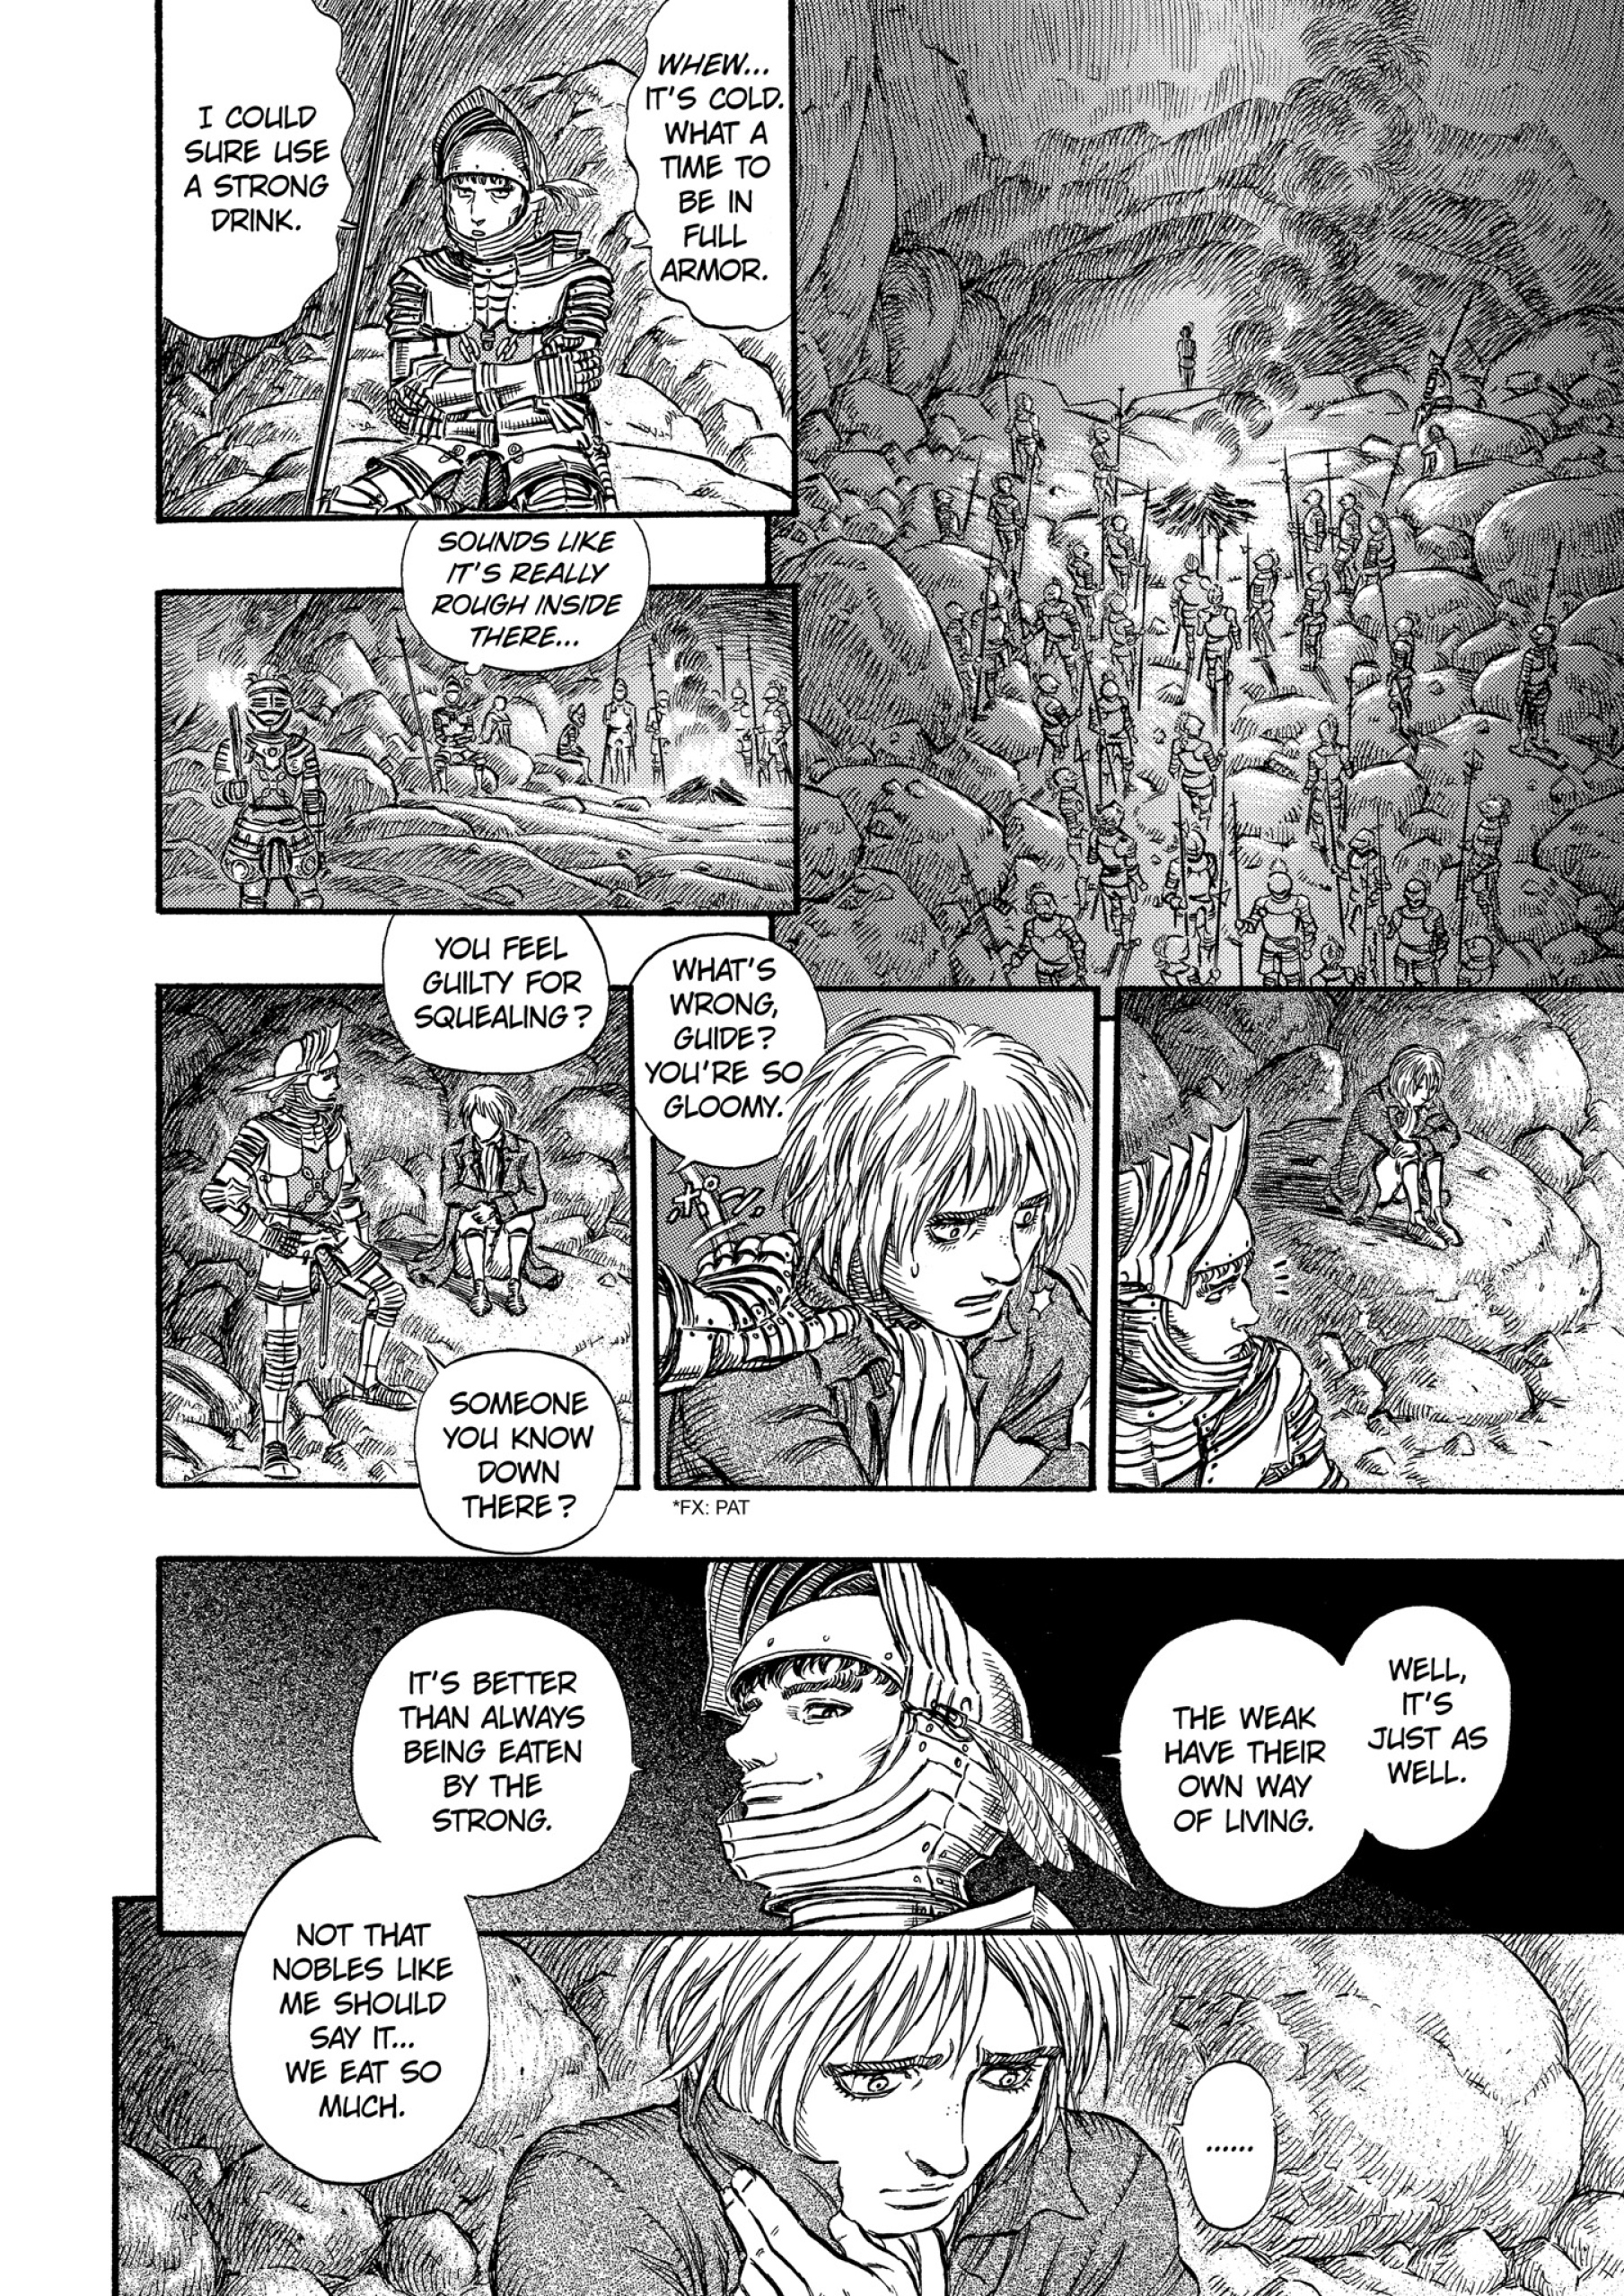 WHEW...
IT'S COLD.
WHAT A
TIME TO
BE IN
FULL
ARMOR.
I COULD
SURE USE
A STRONG
DRINK.
SOUNDS LIKE
IT'S REALLY
ROUGH INSIDE
THERE...
WHAT'S
WRONG,
GUIDE?
YOU'RE SO
GLOOMY.
ポン
*FX: PAT
YOU FEEL
GUILTY FOR
SQUEALING?
SOMEONE
YOU KNOW
DOWN
THERE?
WELL,
IT'S
JUST AS
WELL.
THE WEAK
HAVE THEIR
OWN WAY
OF LIVING.
IT'S BETTER
THAN ALWAYS
BEING EATEN
BY THE
STRONG.
NOT THAT
NOBLES LIKE
ME SHOULD
SAY IT...
WE EAT SO
MUCH.
......